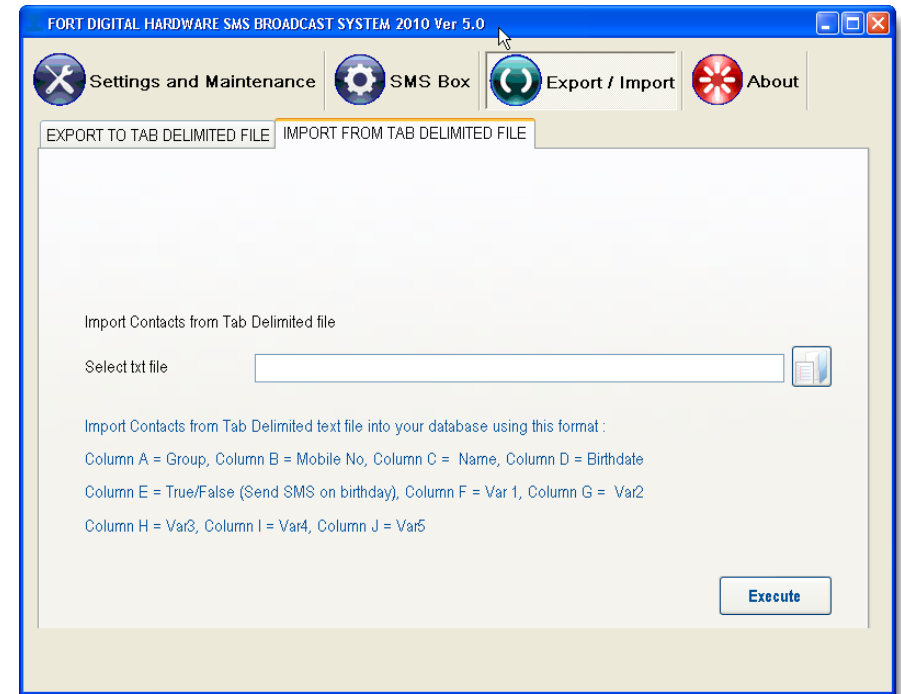 FORT DIGITAL HARDWARE SMS BROADCAST SYSTEM 2010 Ver 5.0
Settings and Maintenance SMS Box Export / Import About
EXPORT TO TAB DELIMITED FILE IMPORT FROM TAB DELIMITED FILE
Import Contacts from Tab Delimited file
Select txt file
Import Contacts from Tab Delimited text file into your database using this format :
Column A = Group, Column B = Mobile No, Column C = Name, Column D = Birthdate
Column E = True/False (Send SMS on birthday), Column F = Var 1, Column G = Var2
Column H = Var3, Column I = Var4, Column J = Var5
Execute